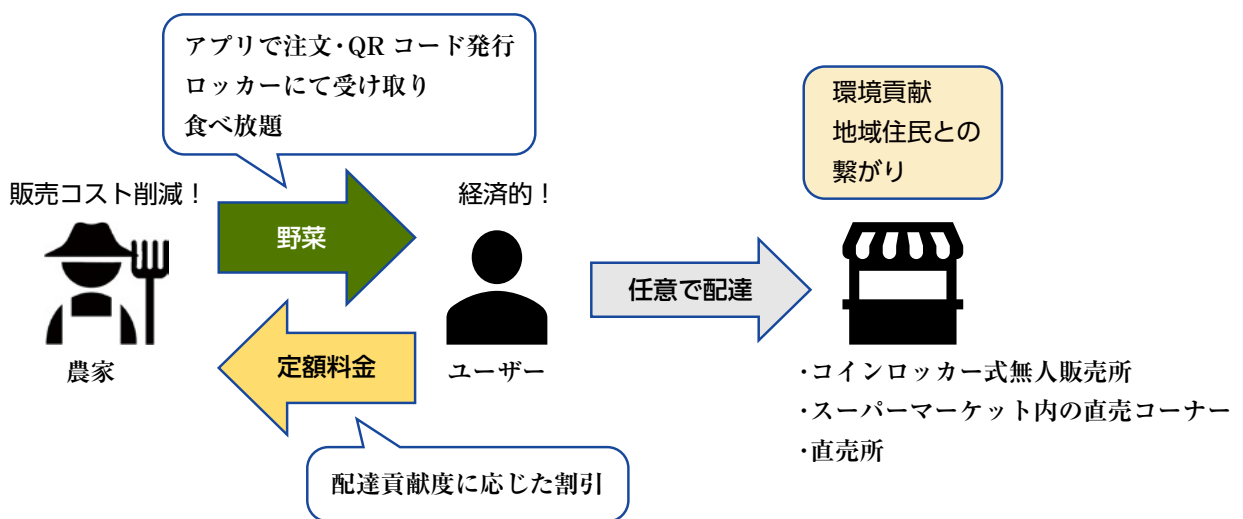 アプリで注文・QR コード発行
ロッカーにて受け取り
食べ放題
環境貢献
地域住民との
繋がり
販売コスト削減！
経済的！
野菜
任意で配達
定額料金
農家
ユーザー
・コインロッカー式無人販売所
・スーパーマーケット内の直売コーナー
・直売所
配達貢献度に応じた割引